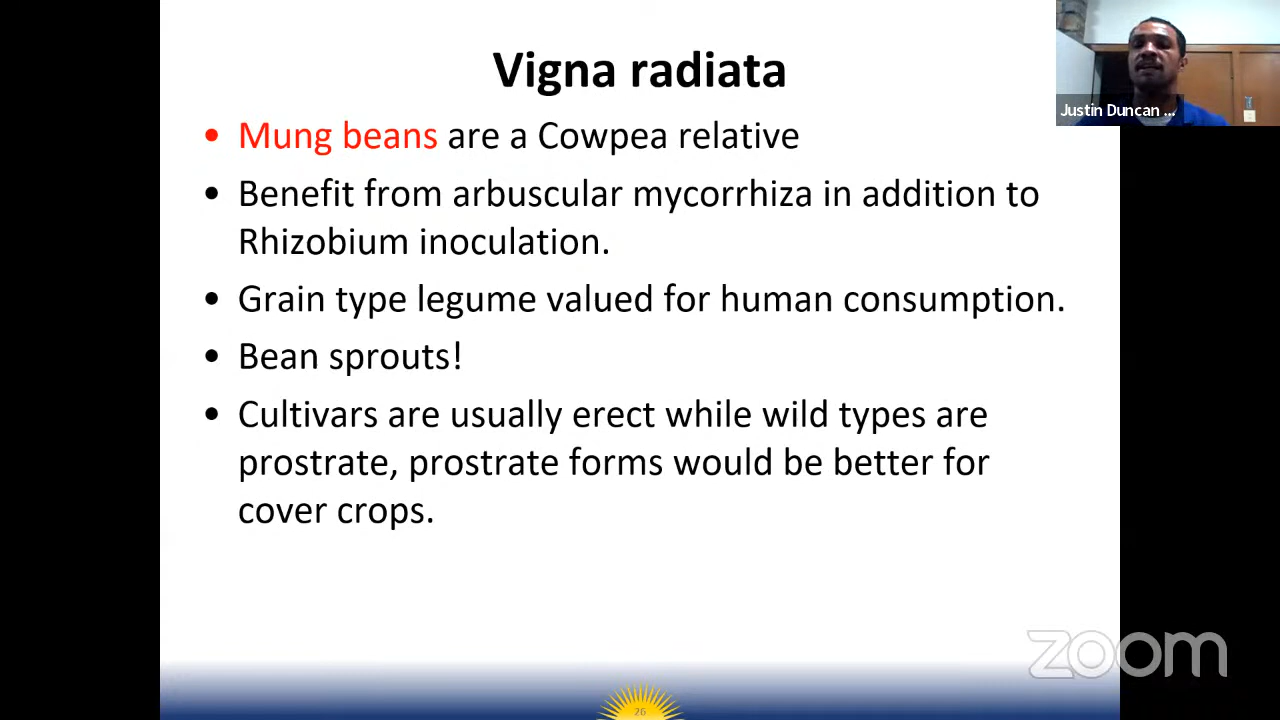 Vigna radiata
• Mung beans are a Cowpea relative
• Benefit from arbuscular mycorrhiza in addition to
Rhizobium inoculation.
• Grain type legume valued for human consumption.
• Bean sprouts!
• Cultivars are usually erect while wild types are
prostrate, prostrate forms would be better for
cover crops.
Justin Duncan ...
zoom
26